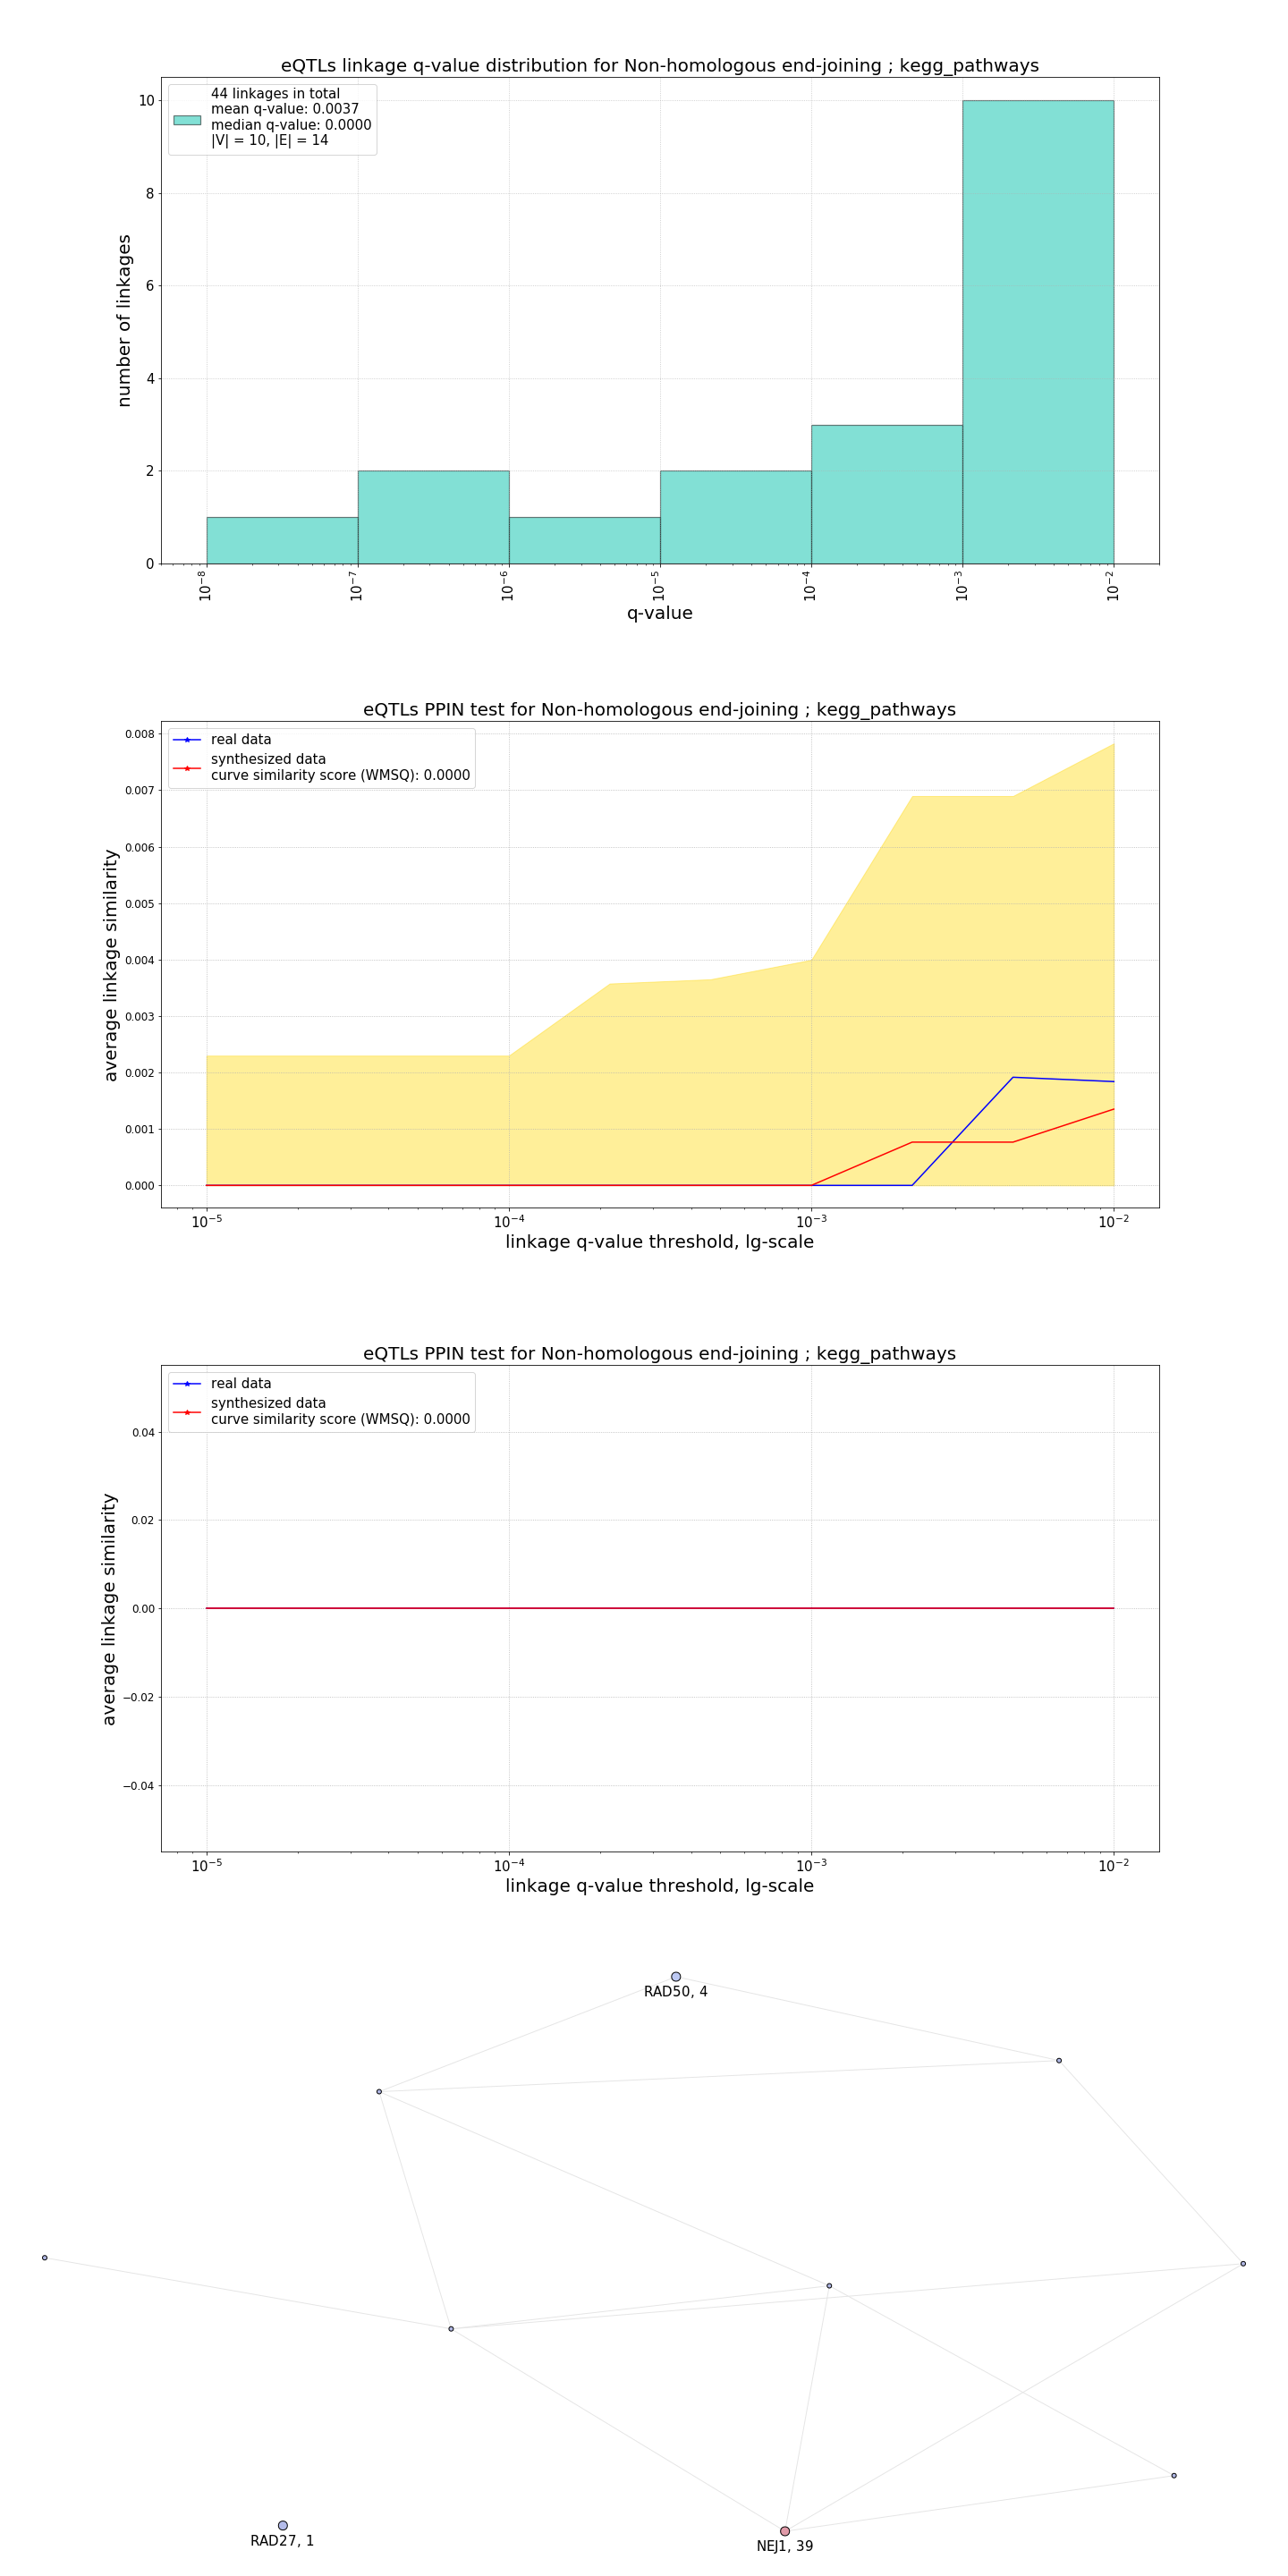 eQTLs linkage q-value distribution for Non-homologous end-joining ; kegg_pathways
44 linkages in total
mean q-value: 0.0037
median q-value: 0.0000
|V| = 10, |E| = 14
number of linkages
10
8
6
4
2
0
10⁻⁸
10⁻⁷
10⁻⁶
10⁻⁵
10⁻⁴
10⁻³
10⁻²
q-value
eQTLs PPIN test for Non-homologous end-joining ; kegg_pathways
real data
synthesized data
curve similarity score (WMSQ): 0.0000
average linkage similarity
0.008
0.007
0.006
0.005
0.004
0.003
0.002
0.001
0.000
10⁻⁵ 10⁻⁴ 10⁻³ 10⁻²
linkage q-value threshold, lg-scale
eQTLs PPIN test for Non-homologous end-joining ; kegg_pathways
real data
synthesized data
curve similarity score (WMSQ): 0.0000
average linkage similarity
0.04
0.02
0.00
−0.02
−0.04
10⁻⁵ 10⁻⁴ 10⁻³ 10⁻²
linkage q-value threshold, lg-scale
RAD50, 4
RAD27, 1
NEJ1, 39